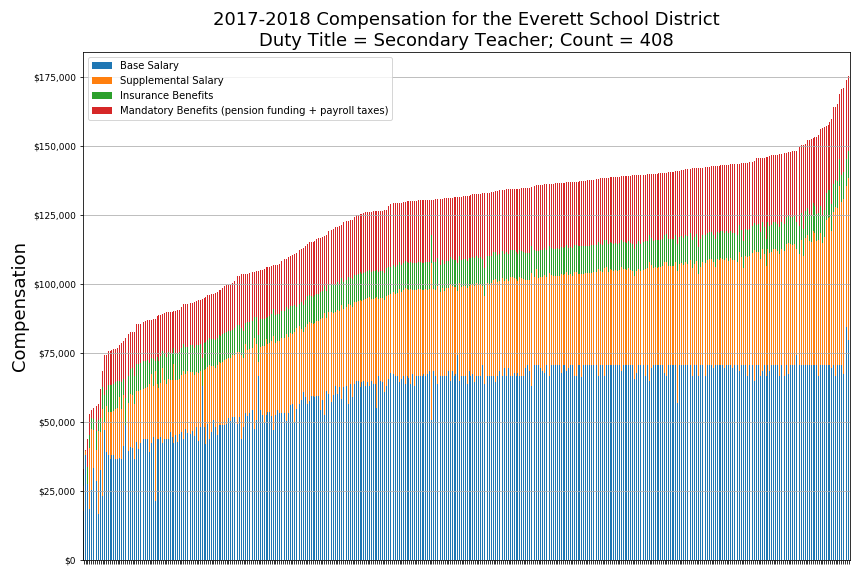 2017-2018 Compensation for the Everett School District
Duty Title = Secondary Teacher; Count = 408
Base Salary
Supplemental Salary
Insurance Benefits
Mandatory Benefits (pension funding + payroll taxes)
Compensation
$175,000
$150,000
$125,000
$100,000
$75,000
$50,000
$25,000
$0